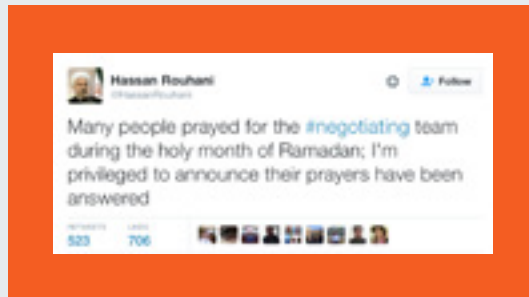 Hassan Rouhani
@HassanRouhani
Follow
Many people prayed for the #negotiating team
during the holy month of Ramadan; I'm
privileged to announce their prayers have been
answered
RETWEETS LIKES
523 706